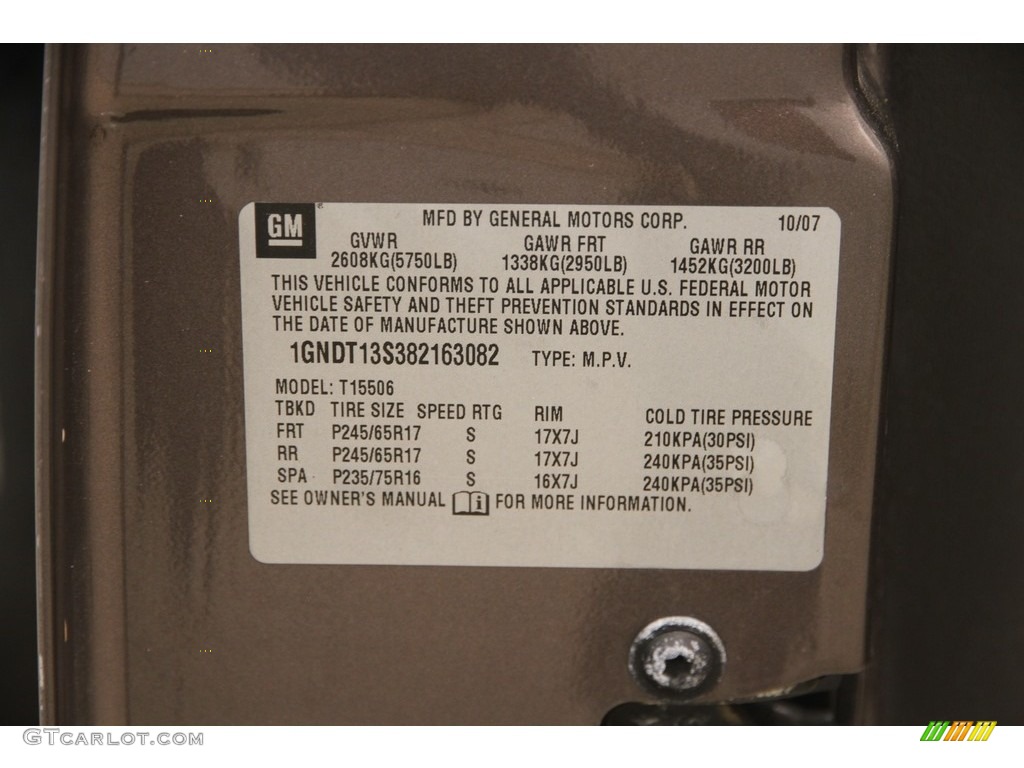 GM MFD BY GENERAL MOTORS CORP. 10/07
GVWR GAWR FRT GAWR RR
2608KG(5750LB) 1338KG(2950LB) 1452KG(3200LB)
THIS VEHICLE CONFORMS TO ALL APPLICABLE U.S. FEDERAL MOTOR
VEHICLE SAFETY AND THEFT PREVENTION STANDARDS IN EFFECT ON
THE DATE OF MANUFACTURE SHOWN ABOVE.
1GNDT13S382163082 TYPE: M.P.V.
MODEL: T15506
TBKD TIRE SIZE SPEED RTG RIM COLD TIRE PRESSURE
FRT P245/65R17 S 17X7J 210KPA(30PSI)
RR P245/65R17 S 17X7J 240KPA(35PSI)
SPA P235/75R16 S 16X7J 240KPA(35PSI)
SEE OWNER'S MANUAL i FOR MORE INFORMATION.
GTcarlot.com